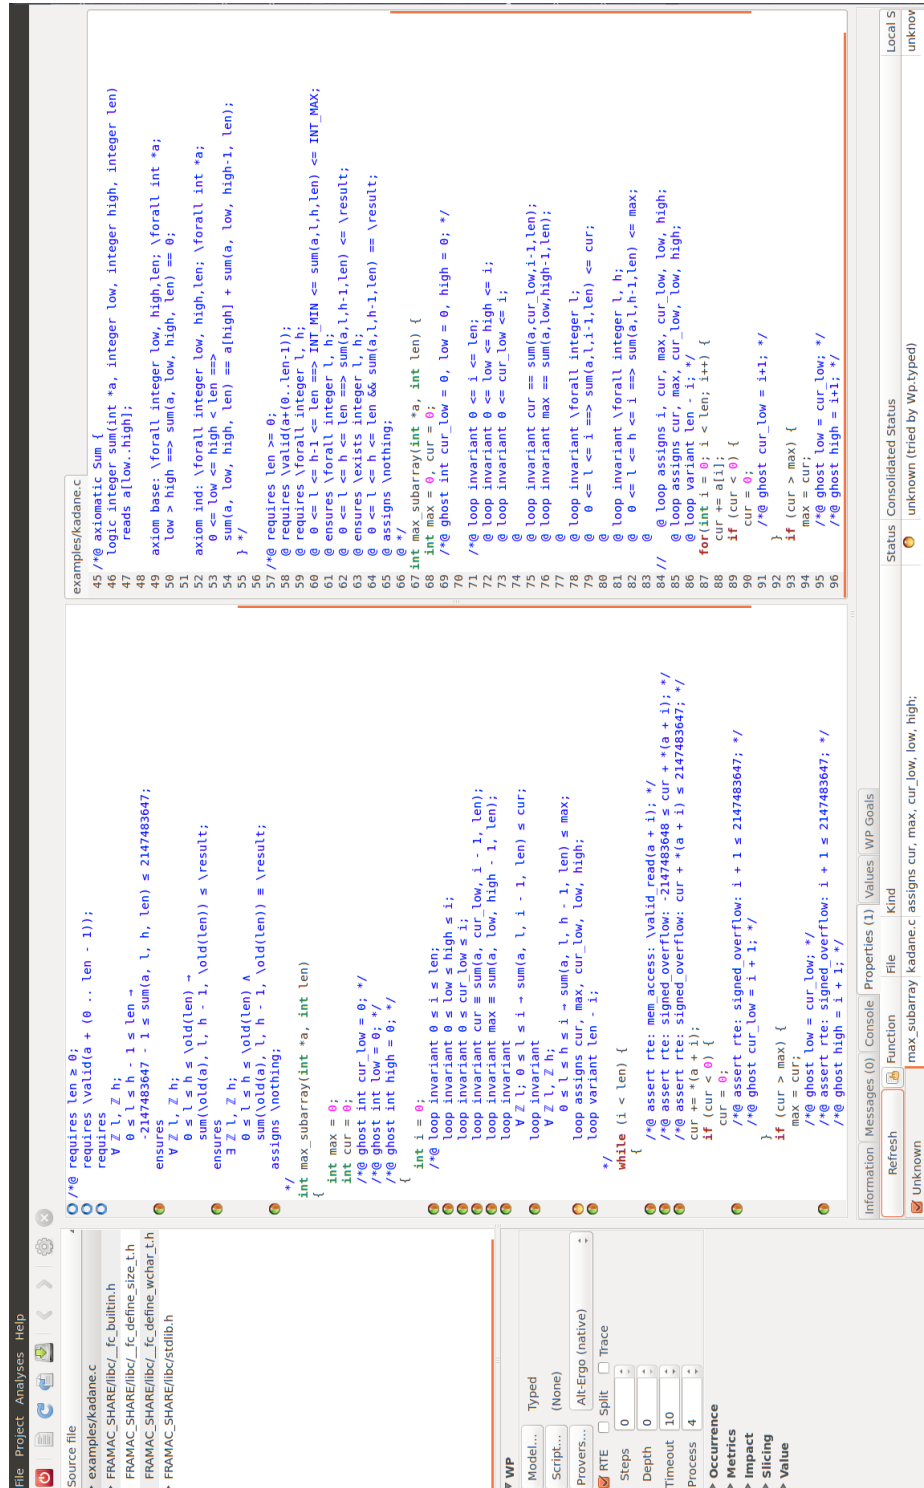 File Project Analyses Help
Source file
examples/kadane.c
FRAMAC_SHARE/libc/__fc_builtin.h
FRAMAC_SHARE/libc/__fc_define_size_t.h
FRAMAC_SHARE/libc/__fc_define_wchar_t.h
FRAMAC_SHARE/libc/stdlib.h
WP
Model... Typed
Script... (None)
Provers... Alt-Ergo (native)
RTE Split Trace
Steps 0
Depth 0
Timeout 10
Process 4
Occurrence
Metrics
Impact
Slicing
Value
/*@ requires len ≥ 0;
requires \valid(a + (0 .. len - 1));
requires
∀ ℤ l, ℤ h;
0 ≤ l ≤ h - 1 ≤ len →
-2147483647 - 1 ≤ sum(a, l, h, len) ≤ 2147483647;
ensures
∀ ℤ l, ℤ h;
0 ≤ l ≤ h ≤ \old(len) →
sum(\old(a), l, h - 1, \old(len)) ≤ \result;
ensures
∃ ℤ l, ℤ h;
0 ≤ l ≤ h ≤ \old(len) ∧
sum(\old(a), l, h - 1, \old(len)) ≡ \result;
assigns \nothing;
*/
int max_subarray(int *a, int len)
{
int max = 0;
int cur = 0;
/*@ ghost int cur_low = 0; */
/*@ ghost int low = 0; */
/*@ ghost int high = 0; */
{
int i = 0;
/*@ loop invariant 0 ≤ i ≤ len;
loop invariant 0 ≤ low ≤ high ≤ i;
loop invariant 0 ≤ cur_low ≤ i;
loop invariant cur ≡ sum(a, cur_low, i - 1, len);
loop invariant max ≡ sum(a, low, high - 1, len);
loop invariant
∀ ℤ l; 0 ≤ l ≤ i → sum(a, l, i - 1, len) ≤ cur;
loop invariant
∀ ℤ l, ℤ h;
0 ≤ l ≤ h ≤ i → sum(a, l, h - 1, len) ≤ max;
loop assigns cur, max, cur_low, low, high;
loop variant len - i;
*/
while (i < len) {
{
/*@ assert rte: mem_access: \valid_read(a + i); */
/*@ assert rte: signed_overflow: -2147483648 ≤ cur + *(a + i); */
/*@ assert rte: signed_overflow: cur + *(a + i) ≤ 2147483647; */
cur += *(a + i);
if (cur < 0) {
cur = 0;
/*@ assert rte: signed_overflow: i + 1 ≤ 2147483647; */
/*@ ghost cur_low = i + 1; */
}
if (cur > max) {
max = cur;
/*@ ghost low = cur_low; */
/*@ assert rte: signed_overflow: i + 1 ≤ 2147483647; */
/*@ ghost high = i + 1; */
examples/kadane.c
45 /*@ axiomatic Sum {
46 logic integer sum(int *a, integer low, integer high, integer len)
47 reads a[low..high];
48
49 axiom base: \forall integer low, high,len; \forall int *a;
50 low > high ==> sum(a, low, high, len) == 0;
51
52 axiom ind: \forall integer low, high,len; \forall int *a;
53 0 <= low <= high < len ==>
54 sum(a, low, high, len) == a[high] + sum(a, low, high-1, len);
55 } */
56
57 /*@ requires len >= 0;
58 @ requires \valid(a+(0..len-1));
59 @ requires \forall integer l, h;
60 @ 0 <= l <= h-1 <= len ==> INT_MIN <= sum(a,l,h,len) <= INT_MAX;
61 @ ensures \forall integer l, h;
62 @ 0 <= l <= h <= len ==> sum(a,l,h-1,len) <= \result;
63 @ ensures \exists integer l, h;
64 @ 0 <= l <= h <= len && sum(a,l,h-1,len) == \result;
65 @ assigns \nothing;
66 @ */
67 int max_subarray(int *a, int len) {
68 int max = 0, cur = 0;
69 /*@ ghost int cur_low = 0, low = 0, high = 0; */
70
71 /*@ loop invariant 0 <= i <= len;
72 @ loop invariant 0 <= low <= high <= i;
73 @ loop invariant 0 <= cur_low <= i;
74 @
75 @ loop invariant cur == sum(a,cur_low,i-1,len);
76 @ loop invariant max == sum(a,low,high-1,len);
77 @
78 @ loop invariant \forall integer l;
79 @ 0 <= l <= i ==> sum(a,l,i-1,len) <= cur;
80 @
81 @ loop invariant \forall integer l, h;
82 @ 0 <= l <= h <= i ==> sum(a,l,h-1,len) <= max;
83 @
84 // @ loop assigns i, cur, max, cur_low, low, high;
85 @ loop assigns cur, max, cur_low, low, high;
86 @ loop variant len - i; */
87 for(int i = 0; i < len; i++) {
88 cur += a[i];
89 if (cur < 0) {
90 cur = 0;
91 /*@ ghost cur_low = i+1; */
92 }
93 if (cur > max) {
94 max = cur;
95 /*@ ghost low = cur_low; */
96 /*@ ghost high = i+1; */
Information Messages (0) Console Properties (1) Values WP Goals
Refresh
Unknown
Function File Kind Status Consolidated Status Local S
max_subarray kadane.c assigns cur, max, cur_low, low, high; unknown (tried by Wp.typed) unknow